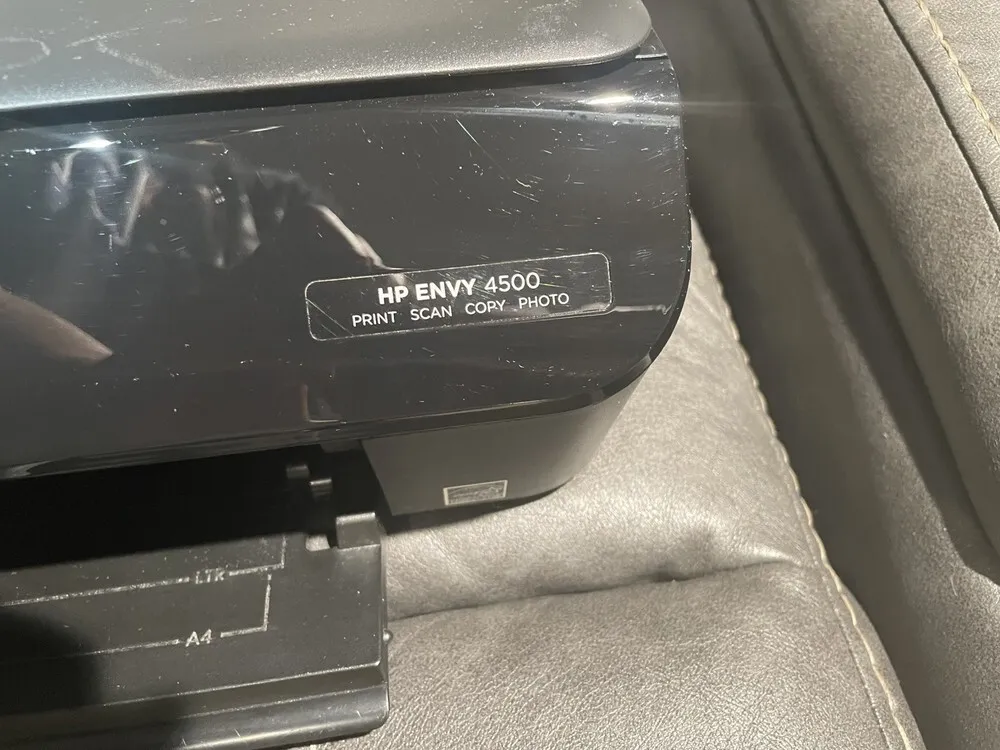 HP ENVY 4500
PRINT SCAN COPY PHOTO
LTR
A4